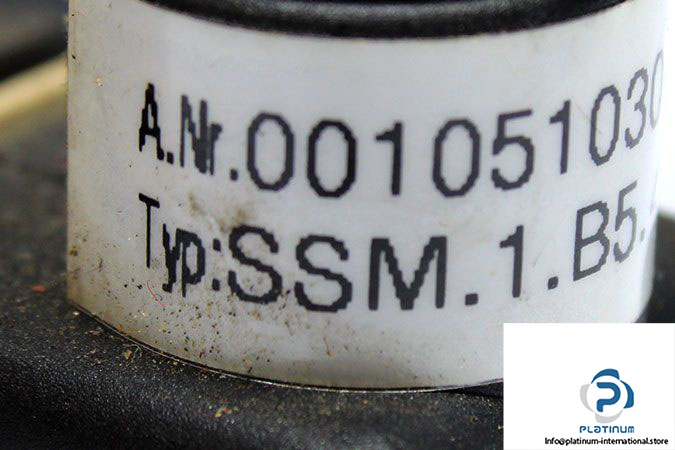 A.Nr.001051030
Typ:SSM.1.B5.
PLATINUM
Info@platinum-international.store